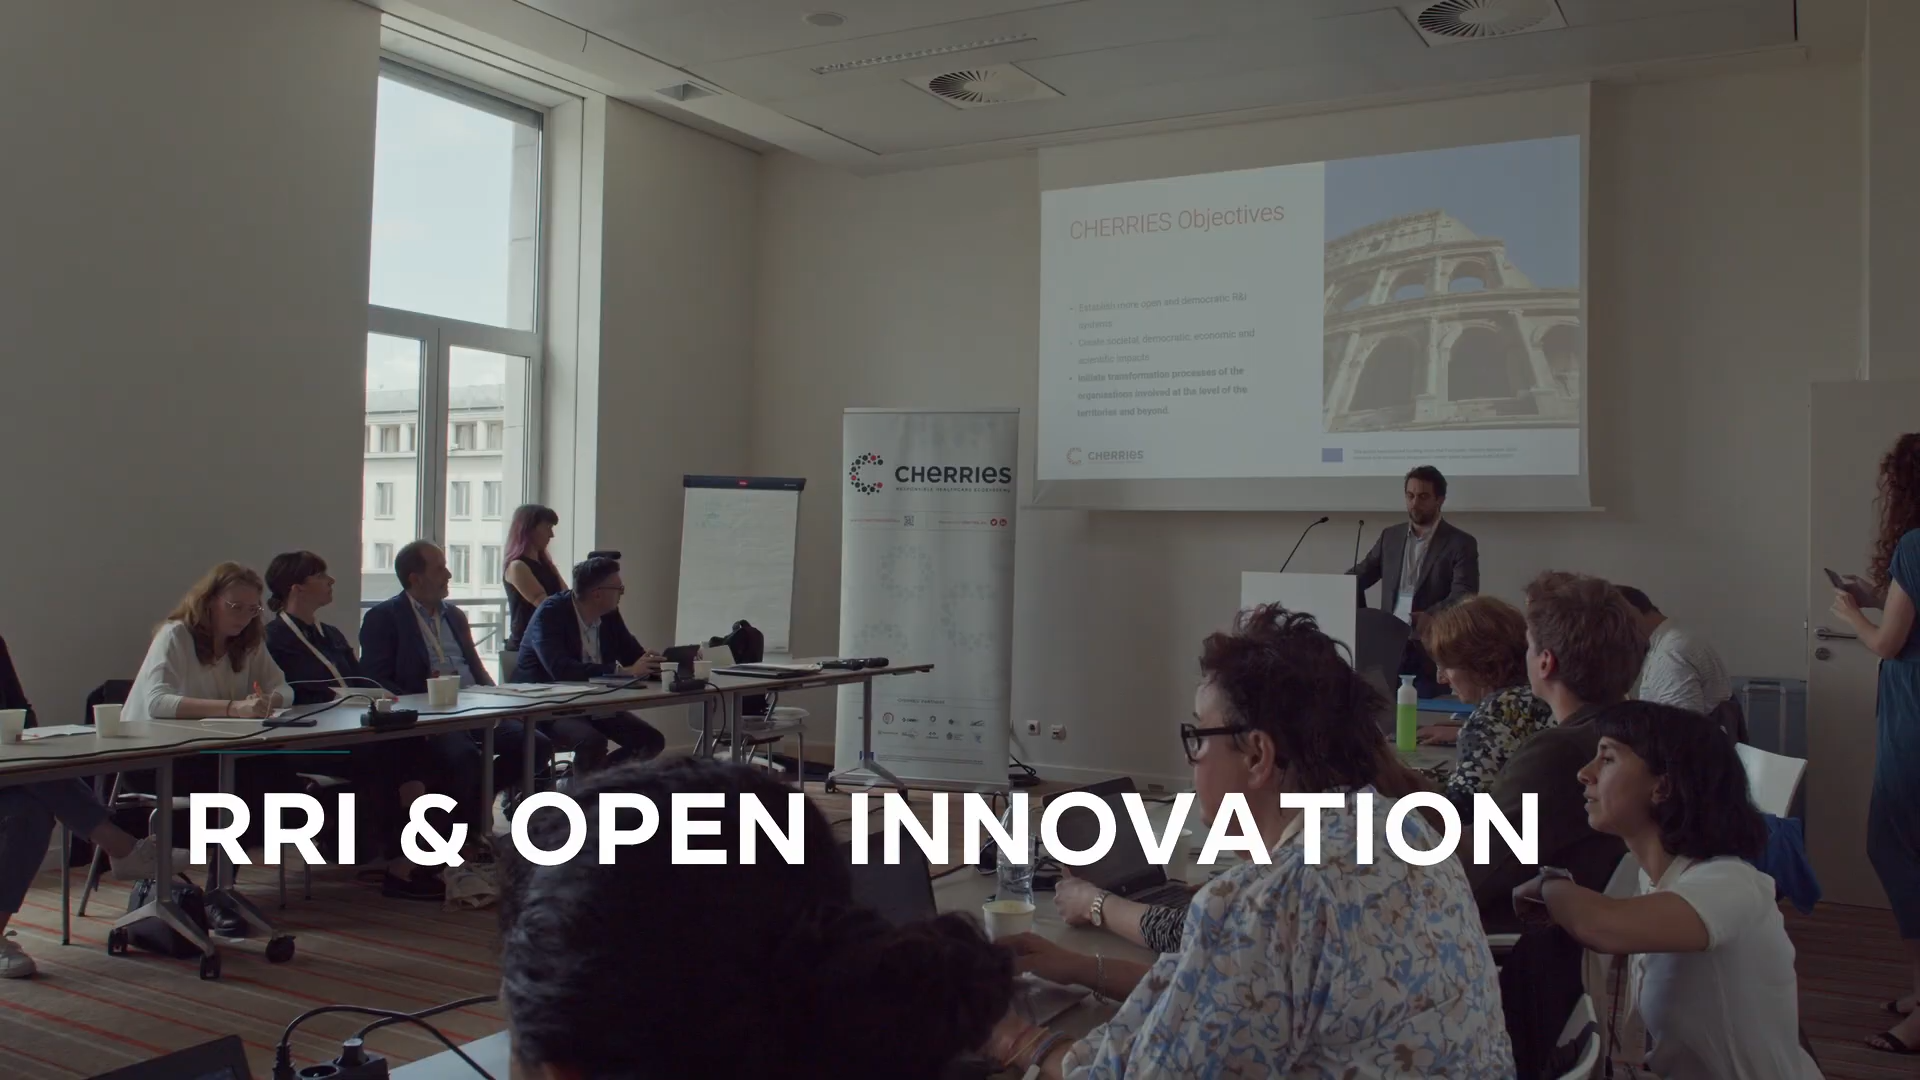 CHERRIES Objectives
• Establish more open and democratic R&I
systems
• Create societal, democratic, economic and
scientific impacts
• Initiate transformation processes of the
organisations involved at the level of the
territories and beyond.
CHERRIES
CHERRIES
RESPONSIBLE HEALTHCARE ECOSYSTEMS
RRI & OPEN INNOVATION